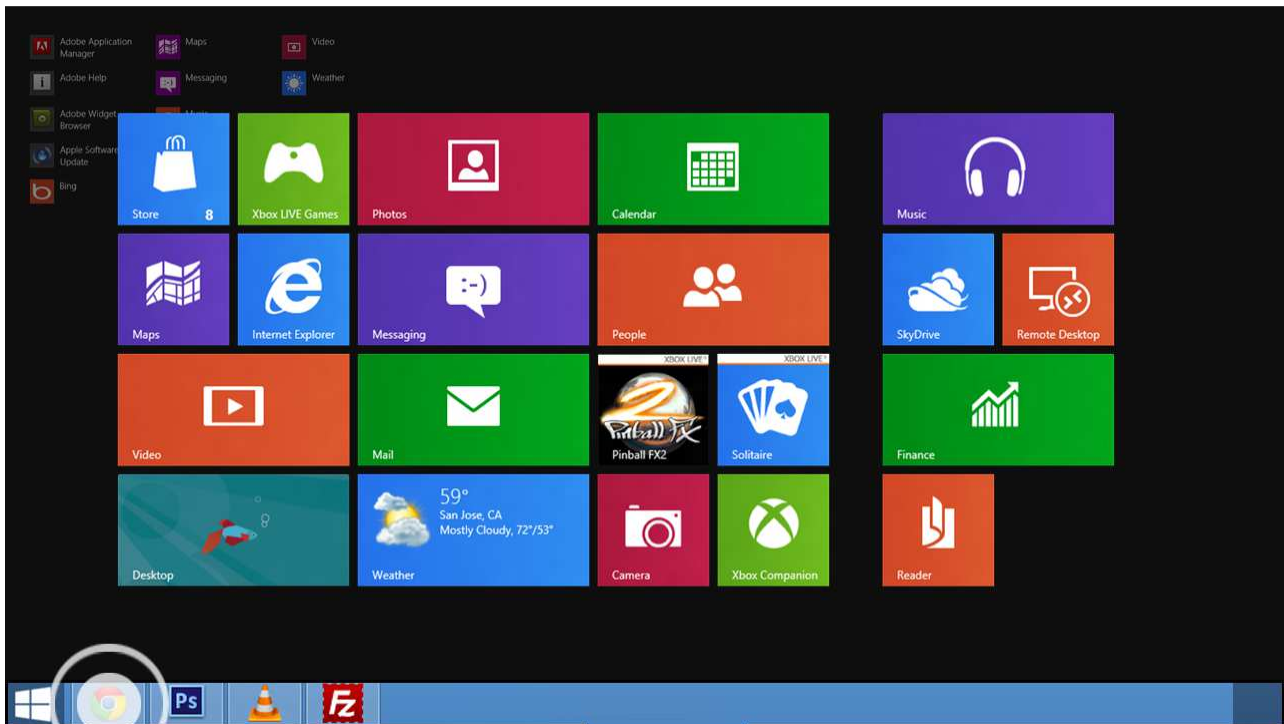 Adobe Application
Manager
Maps
Video
Adobe Help
Messaging
Weather
Adobe Widget
Browser
Music
Apple Software
Update
Bing
Store 8
Xbox LIVE Games
Photos
Calendar
Music
Maps
Internet Explorer
Messaging
:-)
People
SkyDrive
Remote Desktop
Video
Mail
XBOX LIVE
Pinball FX
2
Pinball FX2
XBOX LIVE
Solitaire
Finance
Desktop
59°
San Jose, CA
Mostly Cloudy, 72°/53°
Weather
Camera
Xbox Companion
Reader
Ps
Fz